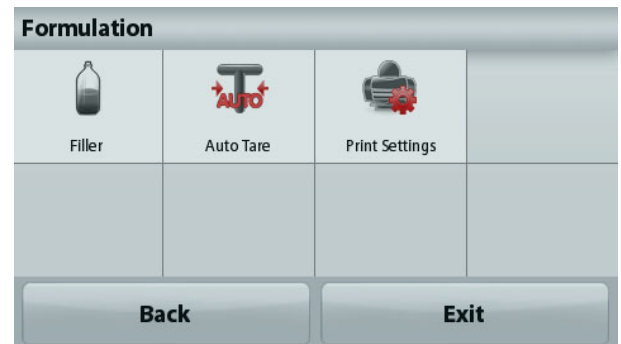 Formulation
AUTO
Filler
Auto Tare
Print Settings
Back
Exit